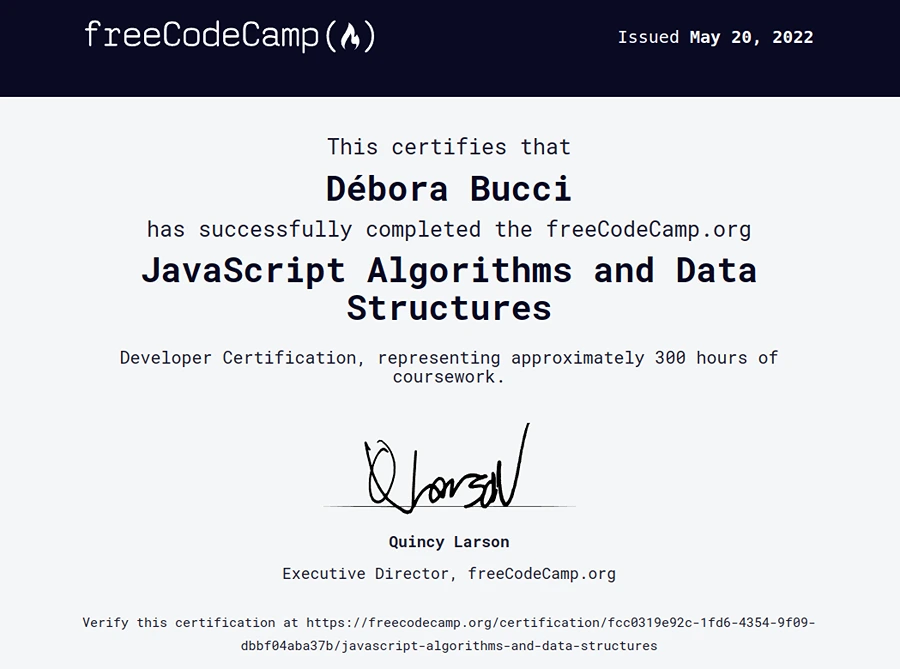 freeCodeCamp(🔥)
Issued May 20, 2022
This certifies that
Débora Bucci
has successfully completed the freeCodeCamp.org
JavaScript Algorithms and Data
Structures
Developer Certification, representing approximately 300 hours of
coursework.
Q Larson
Quincy Larson
Executive Director, freeCodeCamp.org
Verify this certification at https://freecodecamp.org/certification/fcc0319e92c-1fd6-4354-9f09-
dbbf04aba37b/javascript-algorithms-and-data-structures